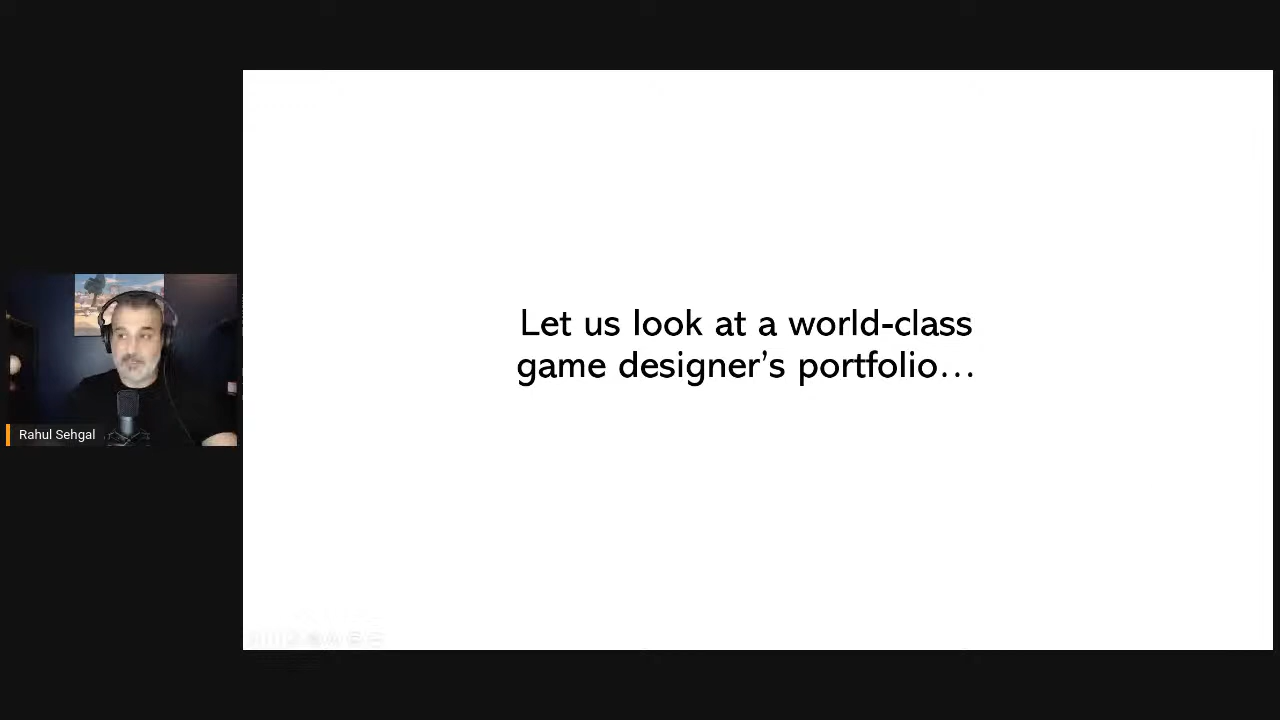 Let us look at a world-class
game designer’s portfolio…
Rahul Sehgal